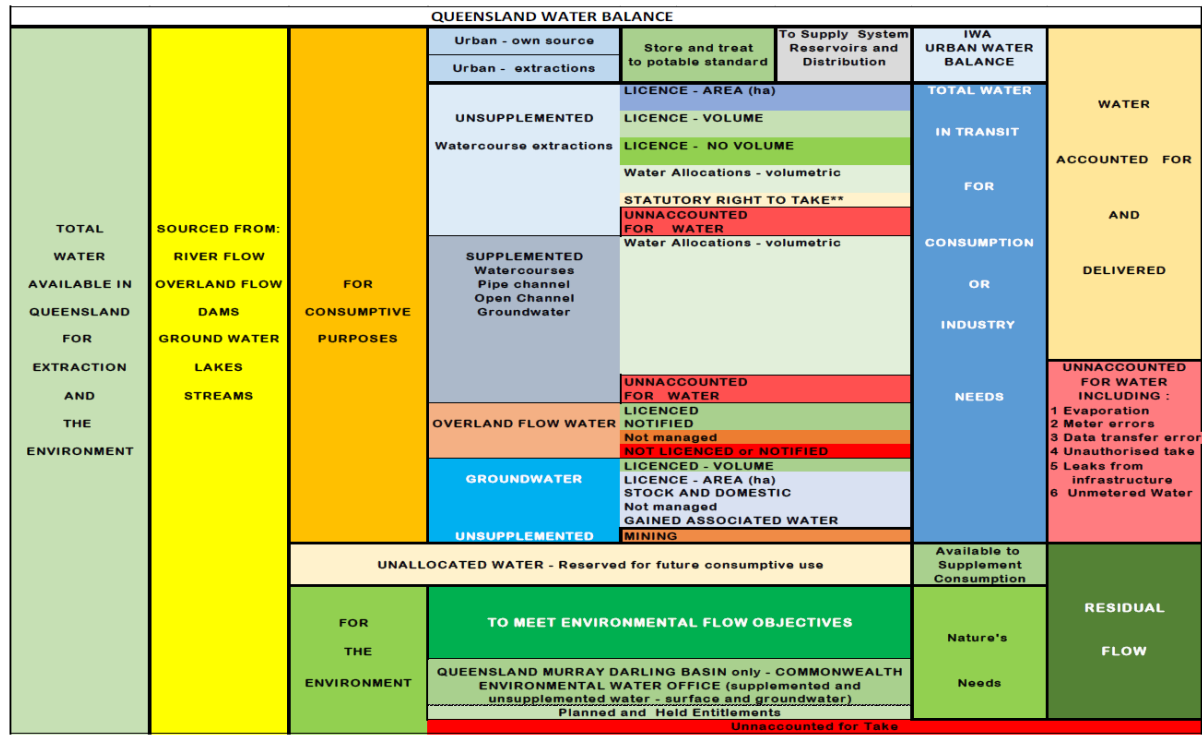 QUEENSLAND WATER BALANCE
TOTAL
WATER
AVAILABLE IN
QUEENSLAND
FOR
EXTRACTION
AND
THE
ENVIRONMENT
SOURCED FROM:
RIVER FLOW
OVERLAND FLOW
DAMS
GROUND WATER
LAKES
STREAMS
FOR
CONSUMPTIVE
PURPOSES
Urban - own source
Urban - extractions
Store and treat
to potable standard
To Supply System
Reservoirs and
Distribution
IWA
URBAN WATER
BALANCE
UNSUPPLEMENTED
Watercourse extractions
LICENCE - AREA (ha)
LICENCE - VOLUME
LICENCE - NO VOLUME
Water Allocations - volumetric
STATUTORY RIGHT TO TAKE**
UNNACCOUNTED
FOR WATER
SUPPLEMENTED
Watercourses
Pipe channel
Open Channel
Groundwater
Water Allocations - volumetric
UNNACCOUNTED
FOR WATER
OVERLAND FLOW WATER
LICENCED
NOTIFIED
Not managed
NOT LICENCED or NOTIFIED
GROUNDWATER
UNSUPPLEMENTED
LICENCED - VOLUME
LICENCE - AREA (ha)
STOCK AND DOMESTIC
Not managed
GAINED ASSOCIATED WATER
MINING
TOTAL WATER
IN TRANSIT
FOR
CONSUMPTION
OR
INDUSTRY
NEEDS
WATER
ACCOUNTED FOR
AND
DELIVERED
UNNACCOUNTED
FOR WATER
INCLUDING :
1 Evaporation
2 Meter errors
3 Data transfer error
4 Unauthorised take
5 Leaks from
infrastructure
6 Unmetered Water
UNALLOCATED WATER - Reserved for future consumptive use
Available to
Supplement
Consumption
FOR
THE
ENVIRONMENT
TO MEET ENVIRONMENTAL FLOW OBJECTIVES
QUEENSLAND MURRAY DARLING BASIN only - COMMONWEALTH
ENVIRONMENTAL WATER OFFICE (supplemented and
unsupplemented water - surface and groundwater)
Planned and Held Entitlements
Unnaccounted for Take
Nature's
Needs
RESIDUAL
FLOW